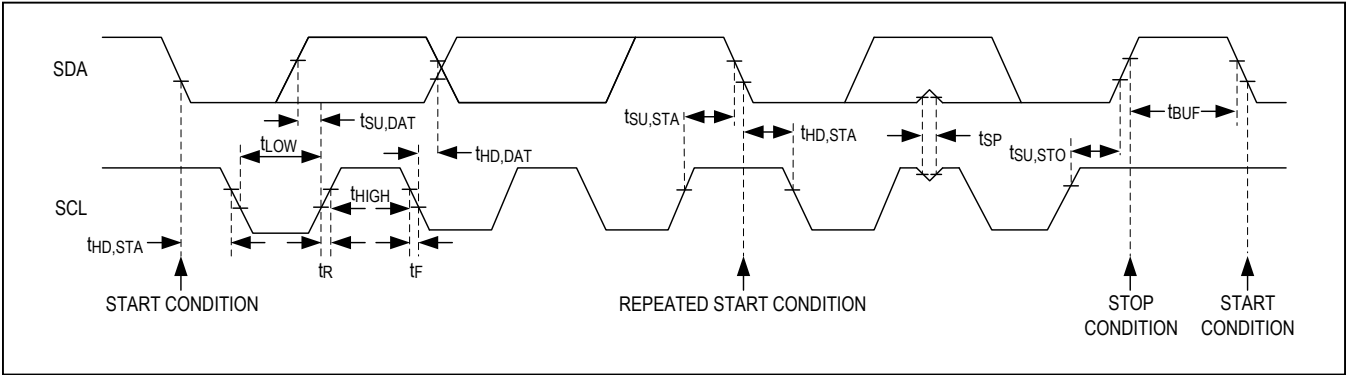 SDA
tSU,DAT
tLOW
tHD,DAT
tSU,STA
tHD,STA
tSP
tSU,STO
tBUF
SCL
tHIGH
tHD,STA
tR
tF
START CONDITION
REPEATED START CONDITION
STOP
CONDITION
START
CONDITION